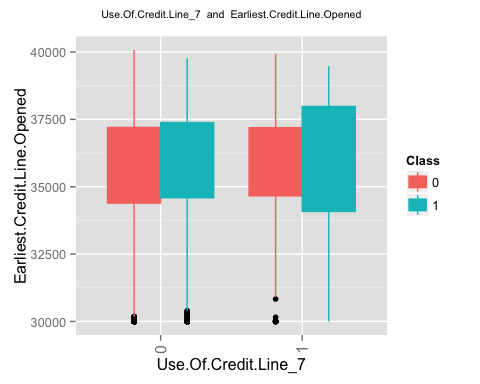 Use.Of.Credit.Line_7 and Earliest.Credit.Line.Opened
40000
37500
35000
32500
30000
Earliest.Credit.Line.Opened
0
1
Use.Of.Credit.Line_7
Class
0
1